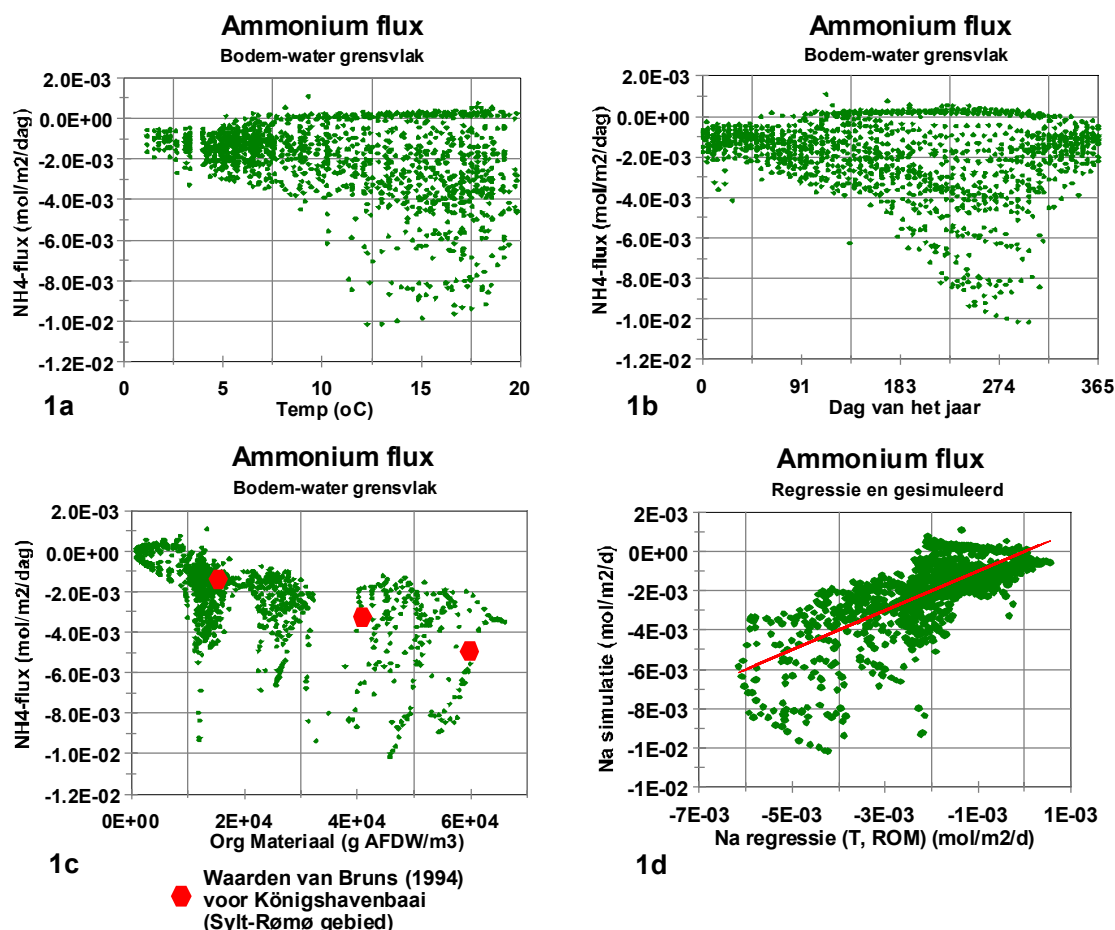 Ammonium flux
Bodem-water grensvlak
NH4-flux (mol/m2/dag)
2.0E-03
0.0E+00
-2.0E-03
-4.0E-03
-6.0E-03
-8.0E-03
-1.0E-02
-1.2E-02
0 5 10 15 20
Temp (oC)
1a
Ammonium flux
Bodem-water grensvlak
NH4-flux (mol/m2/dag)
2.0E-03
0.0E+00
-2.0E-03
-4.0E-03
-6.0E-03
-8.0E-03
-1.0E-02
-1.2E-02
0 91 183 274 365
Dag van het jaar
1b
Ammonium flux
Bodem-water grensvlak
NH4-flux (mol/m2/dag)
2.0E-03
0.0E+00
-2.0E-03
-4.0E-03
-6.0E-03
-8.0E-03
-1.0E-02
-1.2E-02
0E+00 2E+04 4E+04 6E+04
Org Materiaal (g AFDW/m3)
1c
Waarden van Bruns (1994)
voor Königshavenbaai
(Sylt-Rømø gebied)
Ammonium flux
Regressie en gesimuleerd
Na simulatie (mol/m2/d)
2E-03
0E+00
-2E-03
-4E-03
-6E-03
-8E-03
-1E-02
-1E-02
-7E-03 -5E-03 -3E-03 -1E-03 1E-03
Na regressie (T, ROM) (mol/m2/d)
1d